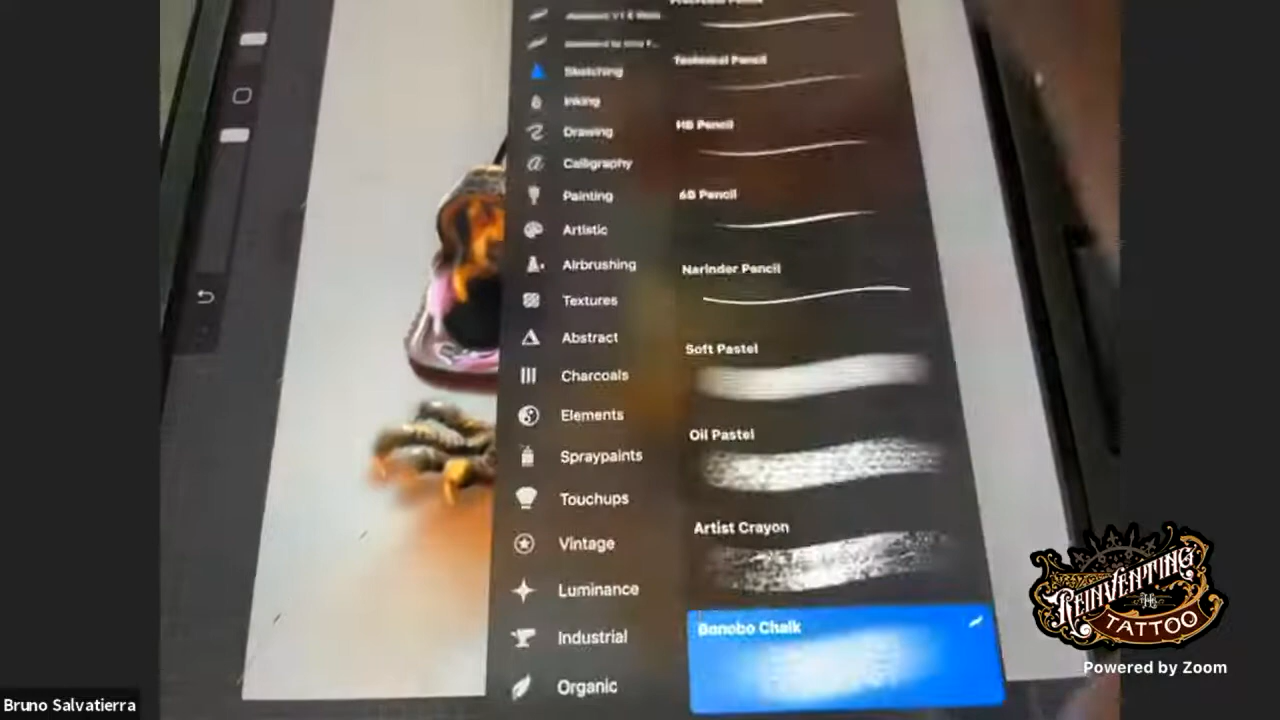 Sketching
Inking
Drawing
Calligraphy
Painting
Artistic
Airbrushing
Textures
Abstract
Charcoals
Elements
Spraypaints
Touchups
Vintage
Luminance
Industrial
Organic
Technical Pencil
HB Pencil
6B Pencil
Narinder Pencil
Soft Pastel
Oil Pastel
Artist Crayon
Bonobo Chalk
REINVENTING
THE
TATTOO
Powered by Zoom
Bruno Salvatierra